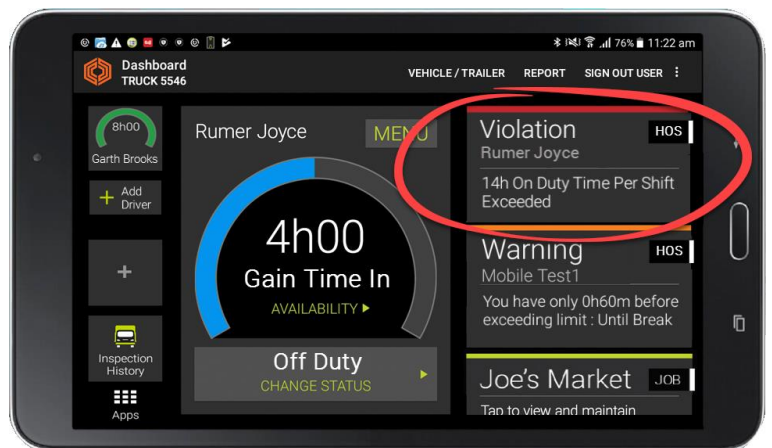 76% 11:22 am
Dashboard
TRUCK 5546
VEHICLE / TRAILER REPORT SIGN OUT USER
8h00
Garth Brooks
+ Add
Driver
+
Inspection
History
Apps
Rumer Joyce MENU
4h00
Gain Time In
AVAILABILITY
Off Duty
CHANGE STATUS
Violation HOS
Rumer Joyce
14h On Duty Time Per Shift
Exceeded
Warning HOS
Mobile Test1
You have only 0h60m before
exceeding limit : Until Break
Joe's Market JOB
Tap to view and maintain